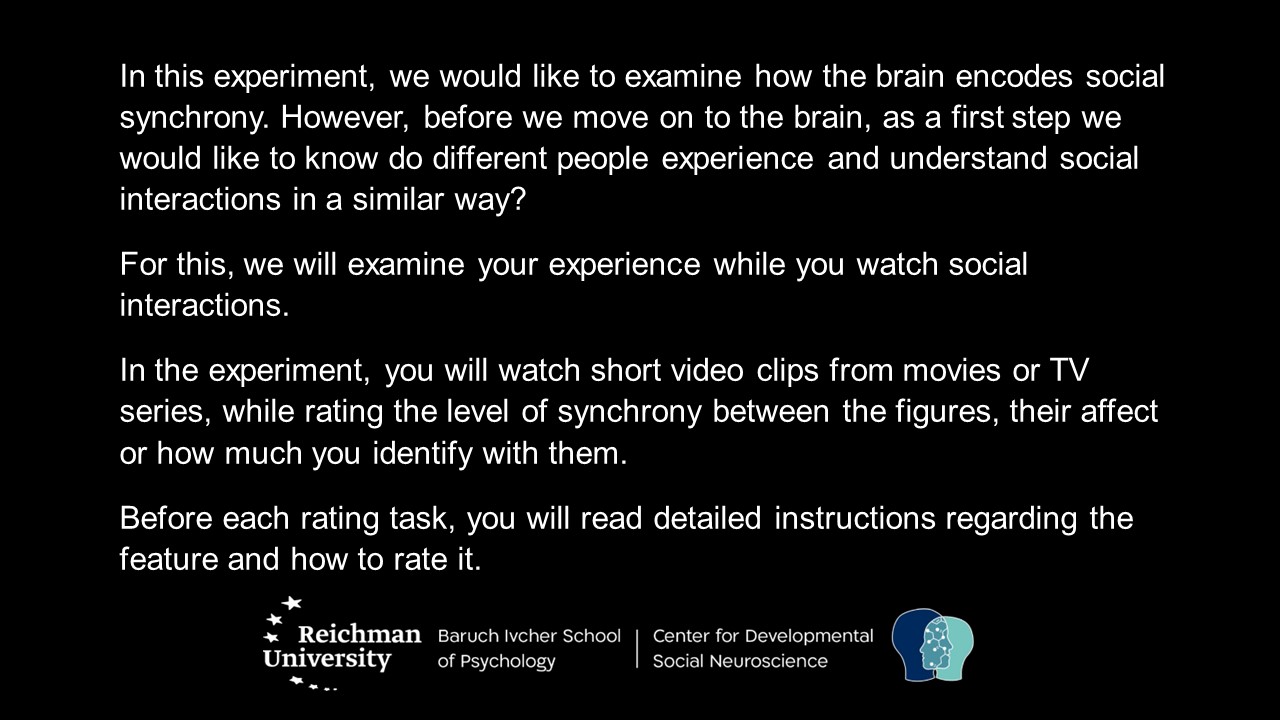 In this experiment, we would like to examine how the brain encodes social
synchrony. However, before we move on to the brain, as a first step we
would like to know do different people experience and understand social
interactions in a similar way?
For this, we will examine your experience while you watch social
interactions.
In the experiment, you will watch short video clips from movies or TV
series, while rating the level of synchrony between the figures, their affect
or how much you identify with them.
Before each rating task, you will read detailed instructions regarding the
feature and how to rate it.
Reichman
University
Baruch Ivcher School
of Psychology
Center for Developmental
Social Neuroscience